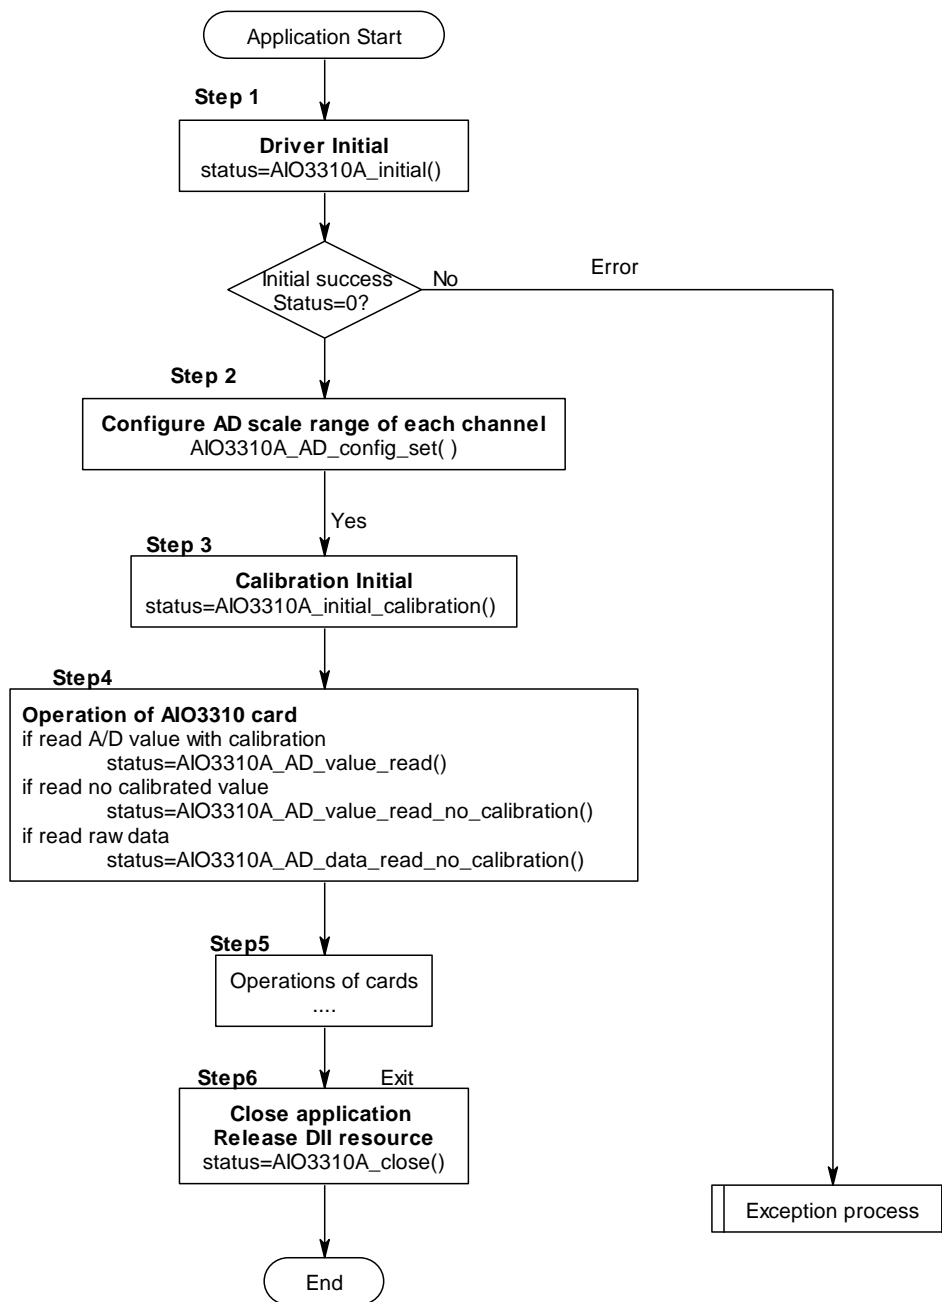 Application Start
Step 1
Driver Initial
status=AIO3310A_initial()
Initial success
Status=0?
No
Error
Step 2
Configure AD scale range of each channel
AIO3310A_AD_config_set( )
Yes
Step 3
Calibration Initial
status=AIO3310A_initial_calibration()
Step4
Operation of AIO3310 card
if read A/D value with calibration
status=AIO3310A_AD_value_read()
if read no calibrated value
status=AIO3310A_AD_value_read_no_calibration()
if read raw data
status=AIO3310A_AD_data_read_no_calibration()
Step5
Operations of cards
....
Step6
Exit
Close application
Release Dll resource
status=AIO3310A_close()
Exception process
End